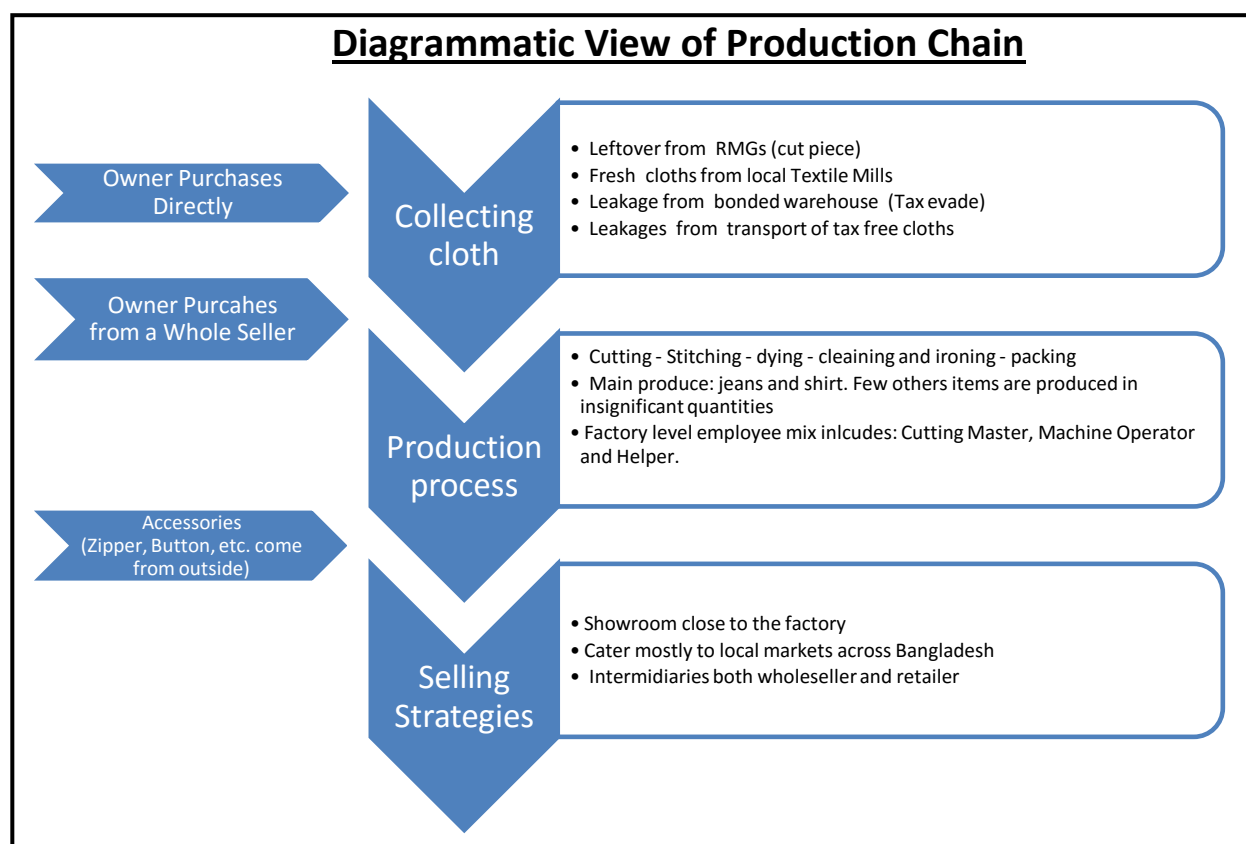 Diagrammatic View of Production Chain
Owner Purchases
Directly
Collecting
cloth
• Leftover from RMGs (cut piece)
• Fresh cloths from local Textile Mills
• Leakage from bonded warehouse (Tax evade)
• Leakages from transport of tax free cloths
Owner Purcahes
from a Whole Seller
Production
process
• Cutting - Stitching - dying - cleaining and ironing - packing
• Main produce: jeans and shirt. Few others items are produced in
insignificant quantities
• Factory level employee mix inlcudes: Cutting Master, Machine Operator
and Helper.
Accessories
(Zipper, Button, etc. come
from outside)
Selling
Strategies
• Showroom close to the factory
• Cater mostly to local markets across Bangladesh
• Intermidiaries both wholeseller and retailer